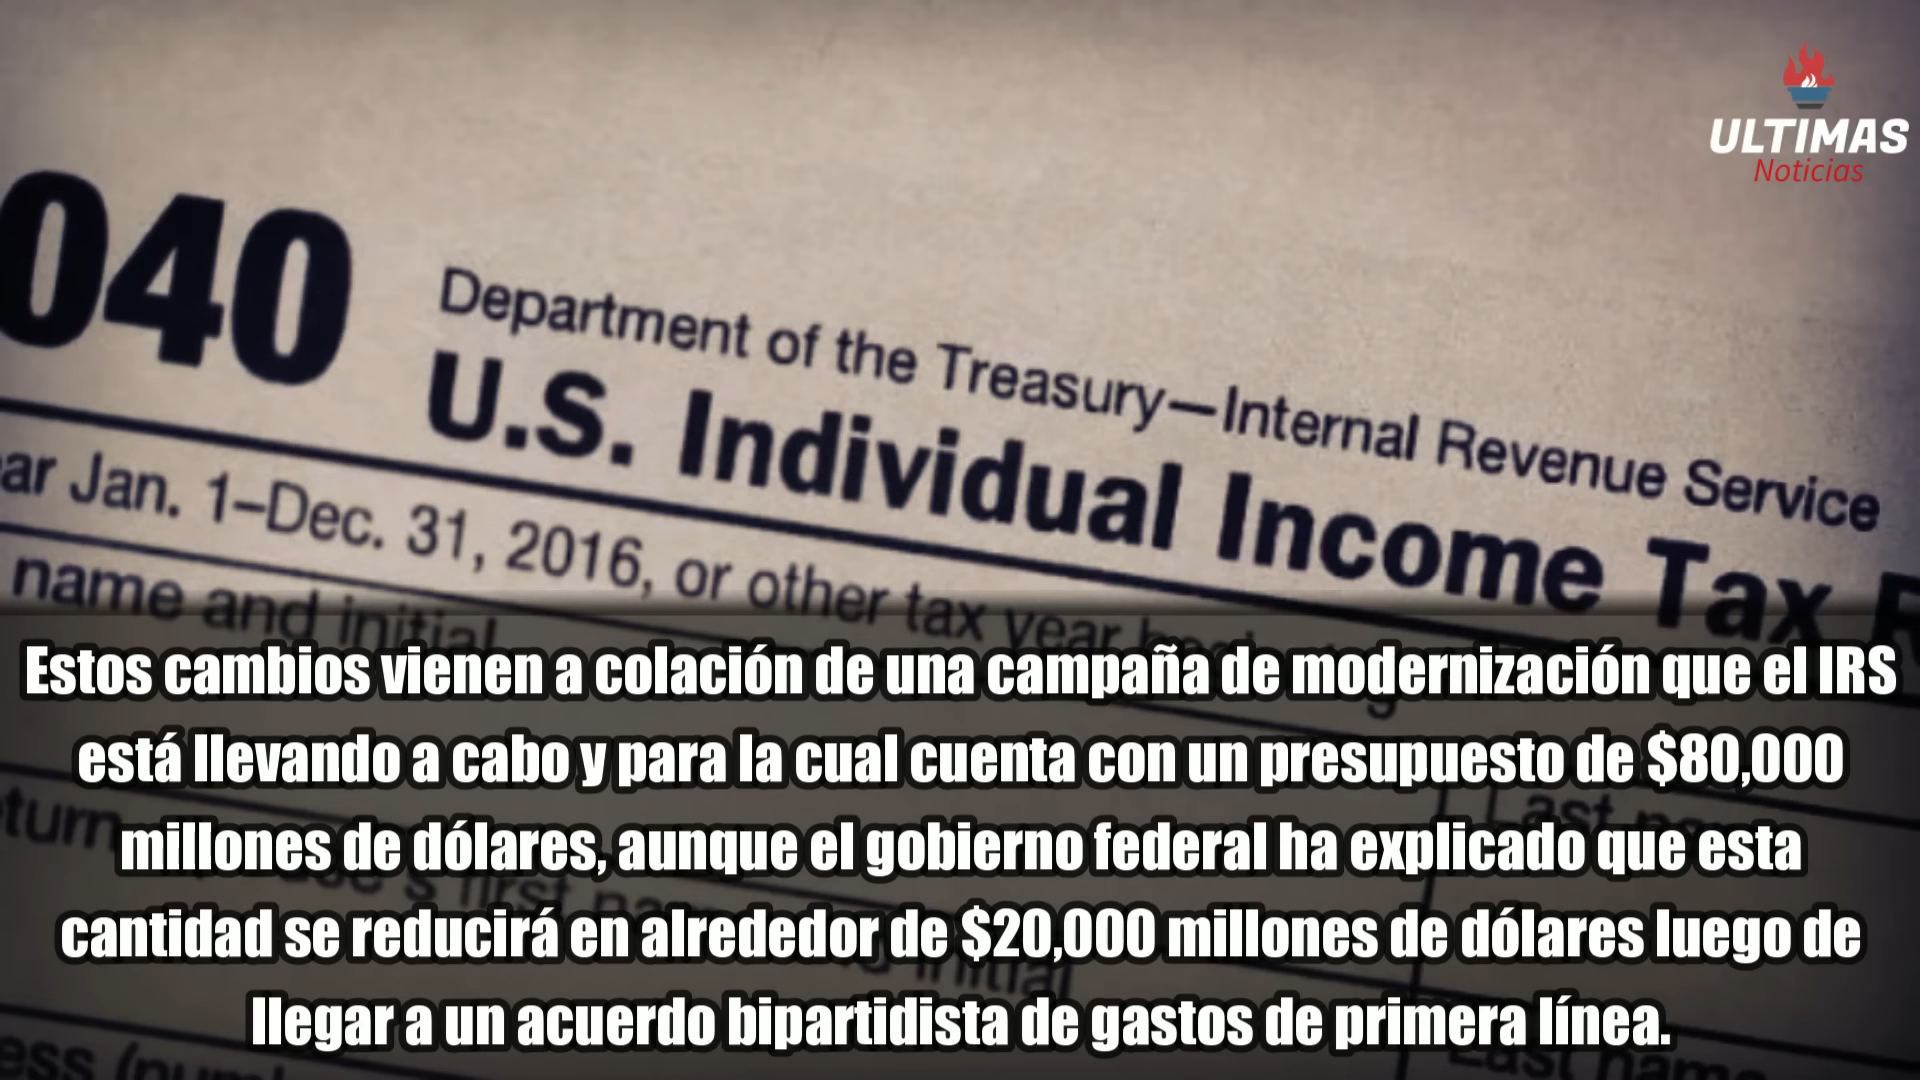 ULTIMAS
Noticias
040
Department of the Treasury—Internal Revenue Service
U.S. Individual Income Tax
ar Jan. 1–Dec. 31, 2016, or other tax year
name and initial
Estos cambios vienen a colación de una campaña de modernización que el IRS
está llevando a cabo y para la cual cuenta con un presupuesto de $80,000
millones de dólares, aunque el gobierno federal ha explicado que esta
cantidad se reducirá en alrededor de $20,000 millones de dólares luego de
llegar a un acuerdo bipartidista de gastos de primera línea.